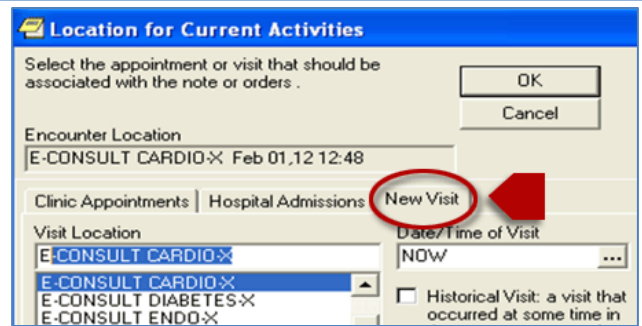 Location for Current Activities
Select the appointment or visit that should be
associated with the note or orders .
OK
Cancel
Encounter Location
E-CONSULT CARDIO-X Feb 01,12 12:48
Clinic Appointments
Hospital Admissions
New Visit
Visit Location
Date/Time of Visit
E-CONSULT CARDIO-X
NOW
...
E-CONSULT CARDIO-X
E-CONSULT DIABETES-X
E-CONSULT ENDO-X
Historical Visit: a visit that
occurred at some time in